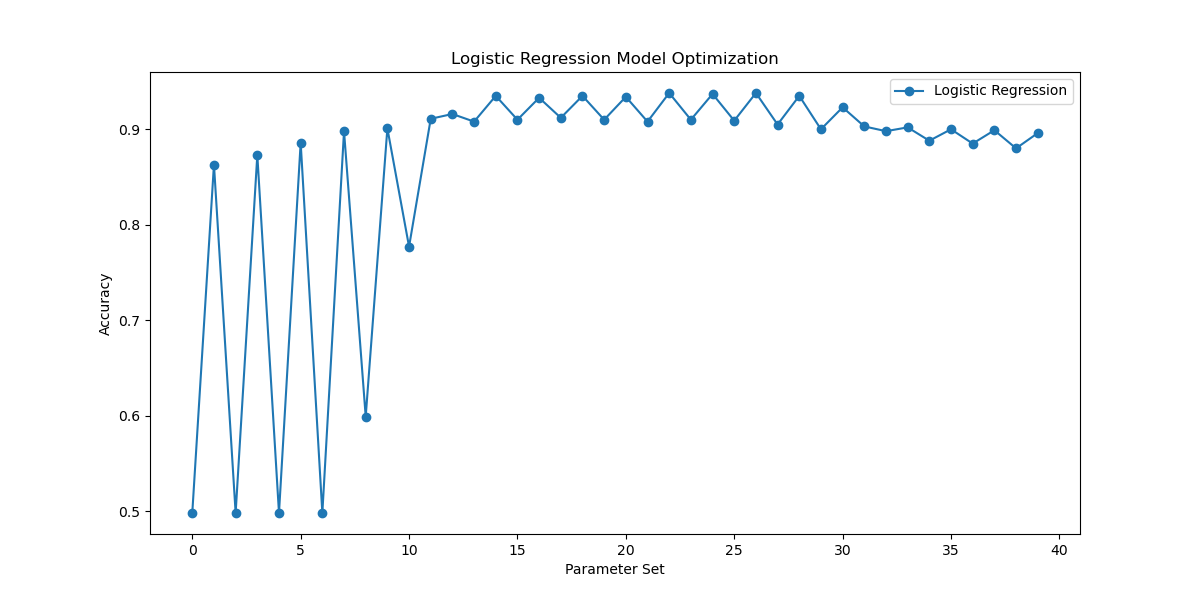 Logistic Regression Model Optimization
Logistic Regression
0.9
0.8
0.7
0.6
0.5
Accuracy
0 5 10 15 20 25 30 35 40
Parameter Set